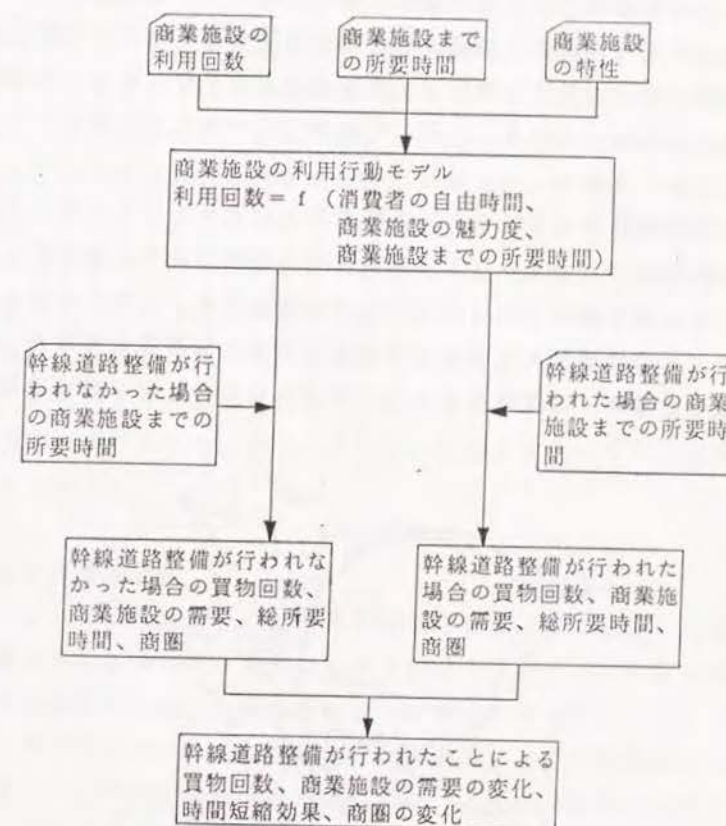 商業施設の
利用回数
商業施設まで
の所要時間
商業施設
の特性
商業施設の利用行動モデル
利用回数＝ｆ（消費者の自由時間、
商業施設の魅力度、
商業施設までの所要時間）
幹線道路整備が行
われなかった場合
の商業施設までの
所要時間
幹線道路整備が行
われた場合の商業
施設までの所要時
間
幹線道路整備が行われな
かった場合の買物回数、
商業施設の需要、総所要
時間、商圏
幹線道路整備が行われた
場合の買物回数、商業施
設の需要、総所要時間、
商圏
幹線道路整備が行われたことによる
買物回数、商業施設の需要の変化、
時間短縮効果、商圏の変化